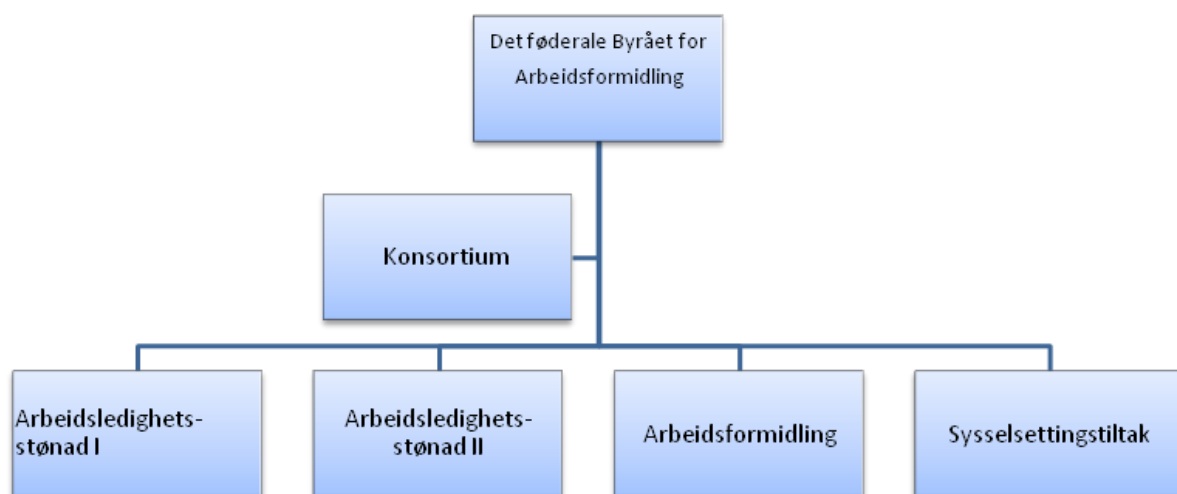 Det føderale Byrået for
Arbeidsformidling
Konsortium
Arbeidsledighets-
stønad I
Arbeidsledighets-
stønad II
Arbeidsformidling
Sysselsettingstiltak